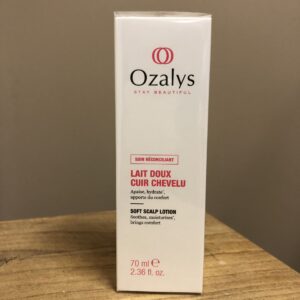 Ozalys
STAY BEAUTIFUL
SOIN RÉCONCILIANT
LAIT DOUX
CUIR CHEVELU
Apaise, hydrate*,
apporte du confort
SOFT SCALP LOTION
Soothes, moisturises*,
brings comfort
70 ml ℮
2.36 fl. oz.